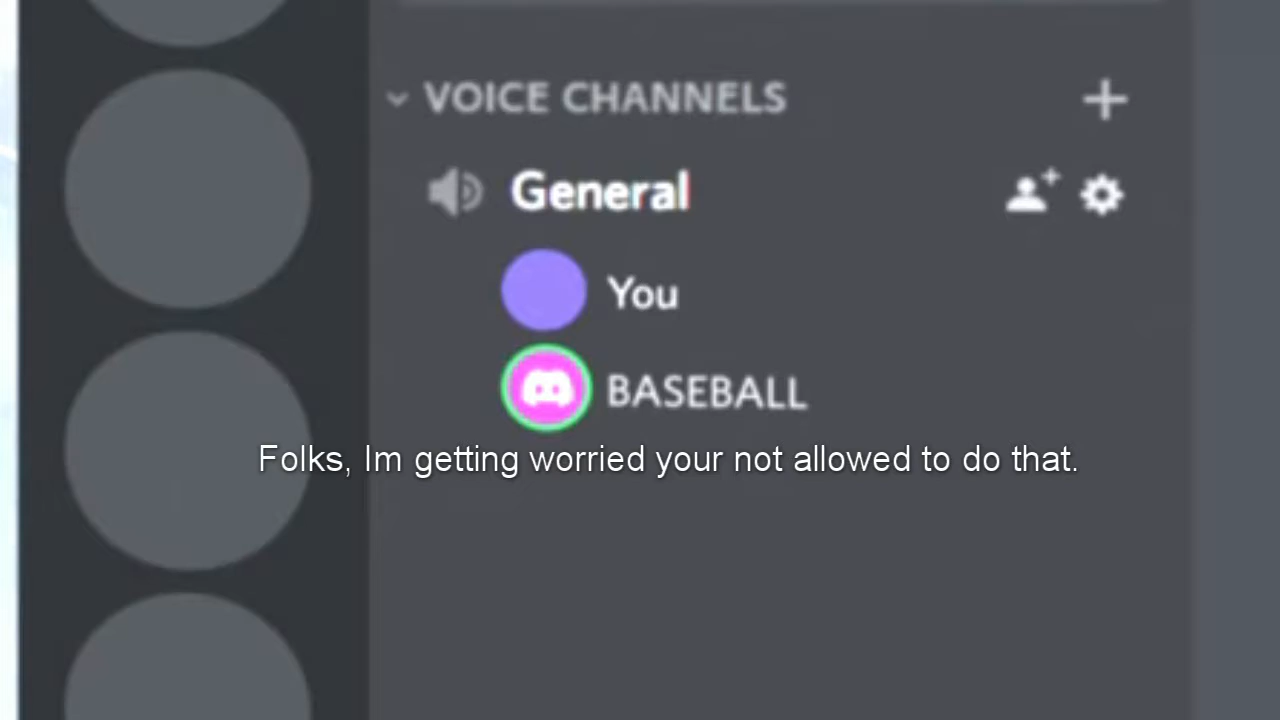 VOICE CHANNELS
General
You
BASEBALL
Folks, Im getting worried your not allowed to do that.